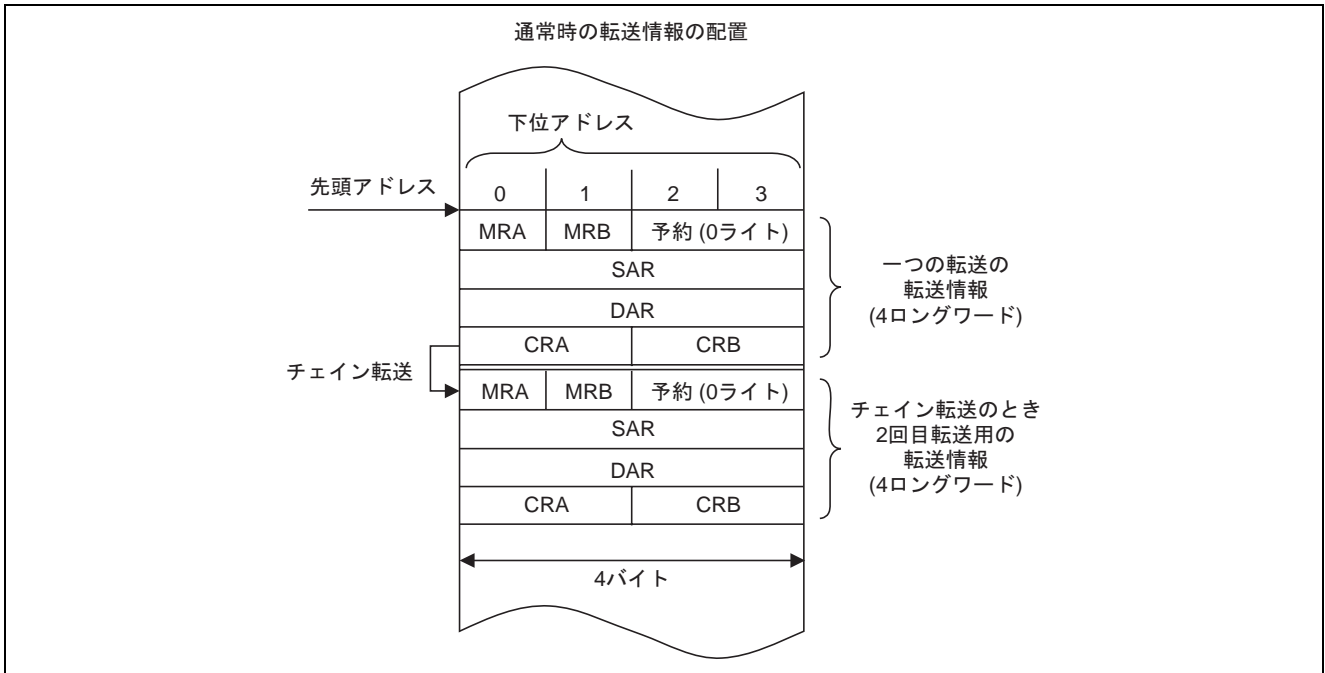 通常時の転送情報の配置
下位アドレス
先頭アドレス
0 1 2 3
MRA MRB 予約 (0ライト)
SAR
DAR
CRA CRB
一つの転送の
転送情報
(4ロングワード)
チェイン転送
MRA MRB 予約 (0ライト)
SAR
DAR
CRA CRB
チェイン転送のとき
2回目転送用の
転送情報
(4ロングワード)
4バイト